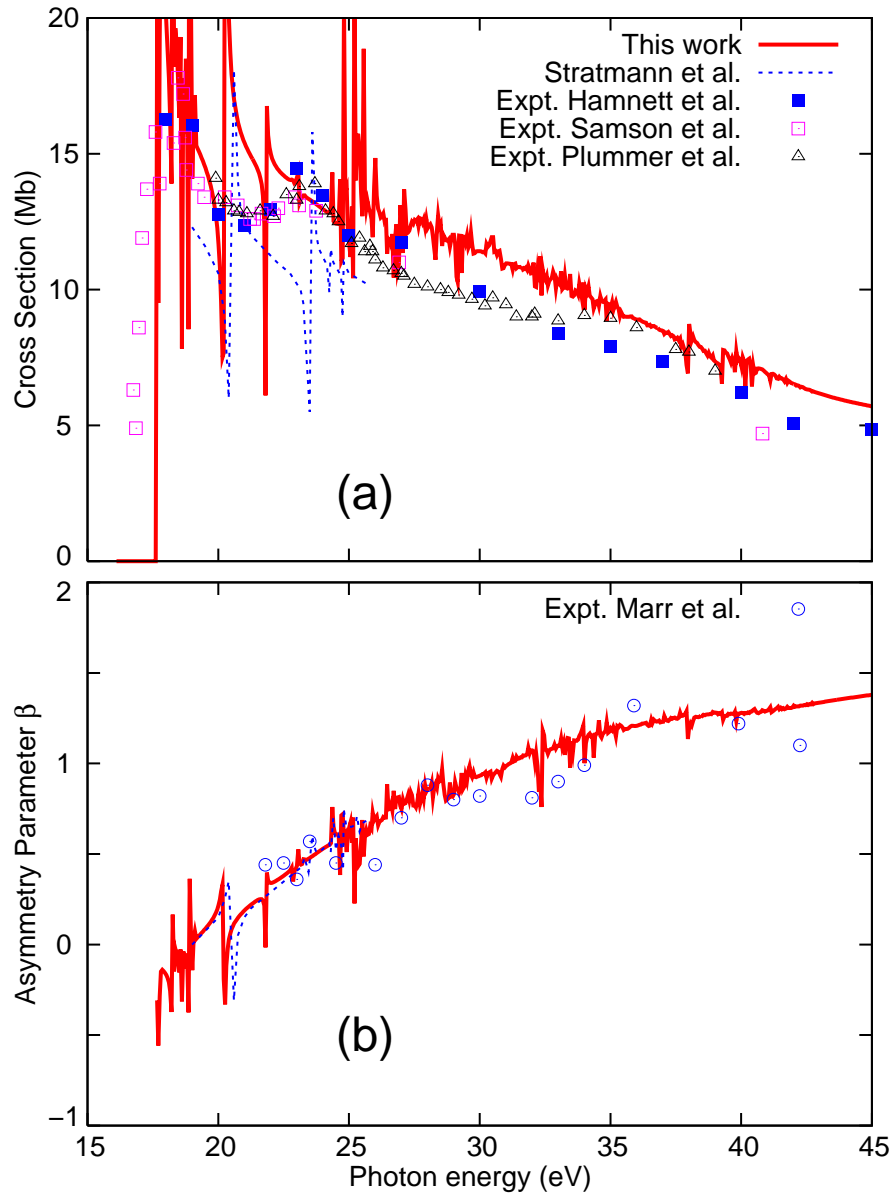 20
15
10
5
0
Cross Section (Mb)
This work
Stratmann et al.
Expt. Hamnett et al.
Expt. Samson et al.
Expt. Plummer et al.
(a)
2
1
0
−1
Asymmetry Parameter β
Expt. Marr et al.
(b)
15 20 25 30 35 40 45
Photon energy (eV)